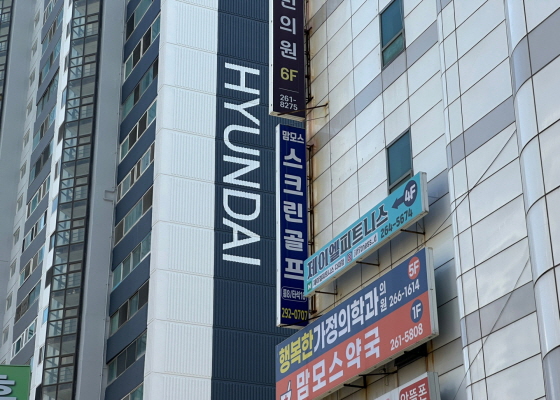 HYUNDAI
의원
6F
261-
8275
맘모스
스크린골프
292-0707
4F
제이엘피트니스
264-5674
5F
행복한가정의학과의원 266-1614
1F
맘모스약국 261-5808